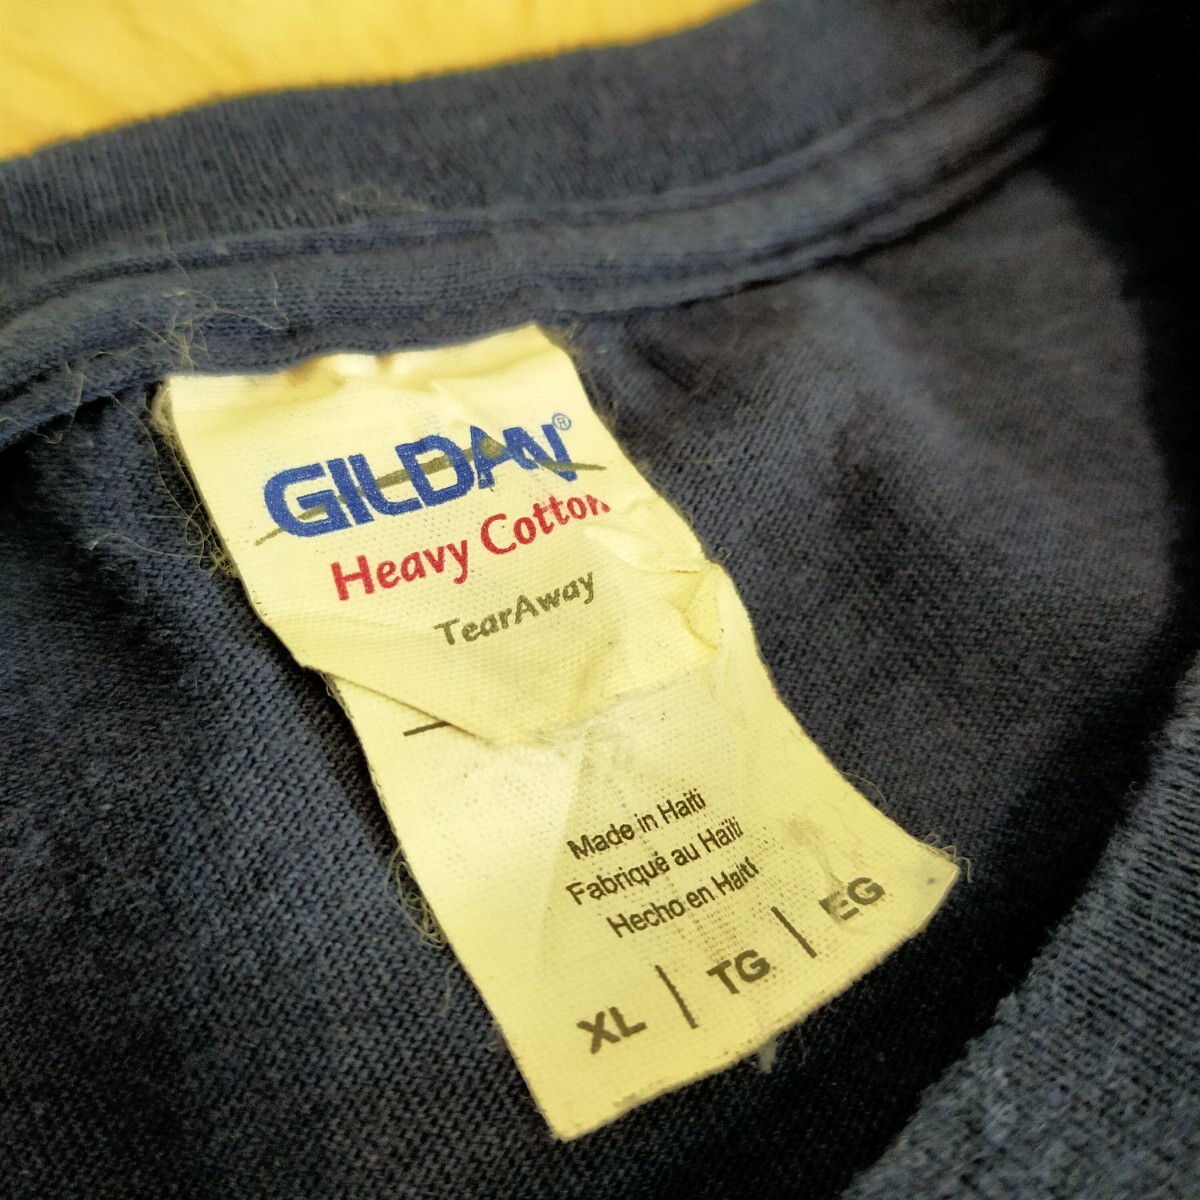 GILDAN®
Heavy Cotton
TearAway
Made in Haiti
Fabriqué au Haïti
Hecho en Haití
XL | TG | EG